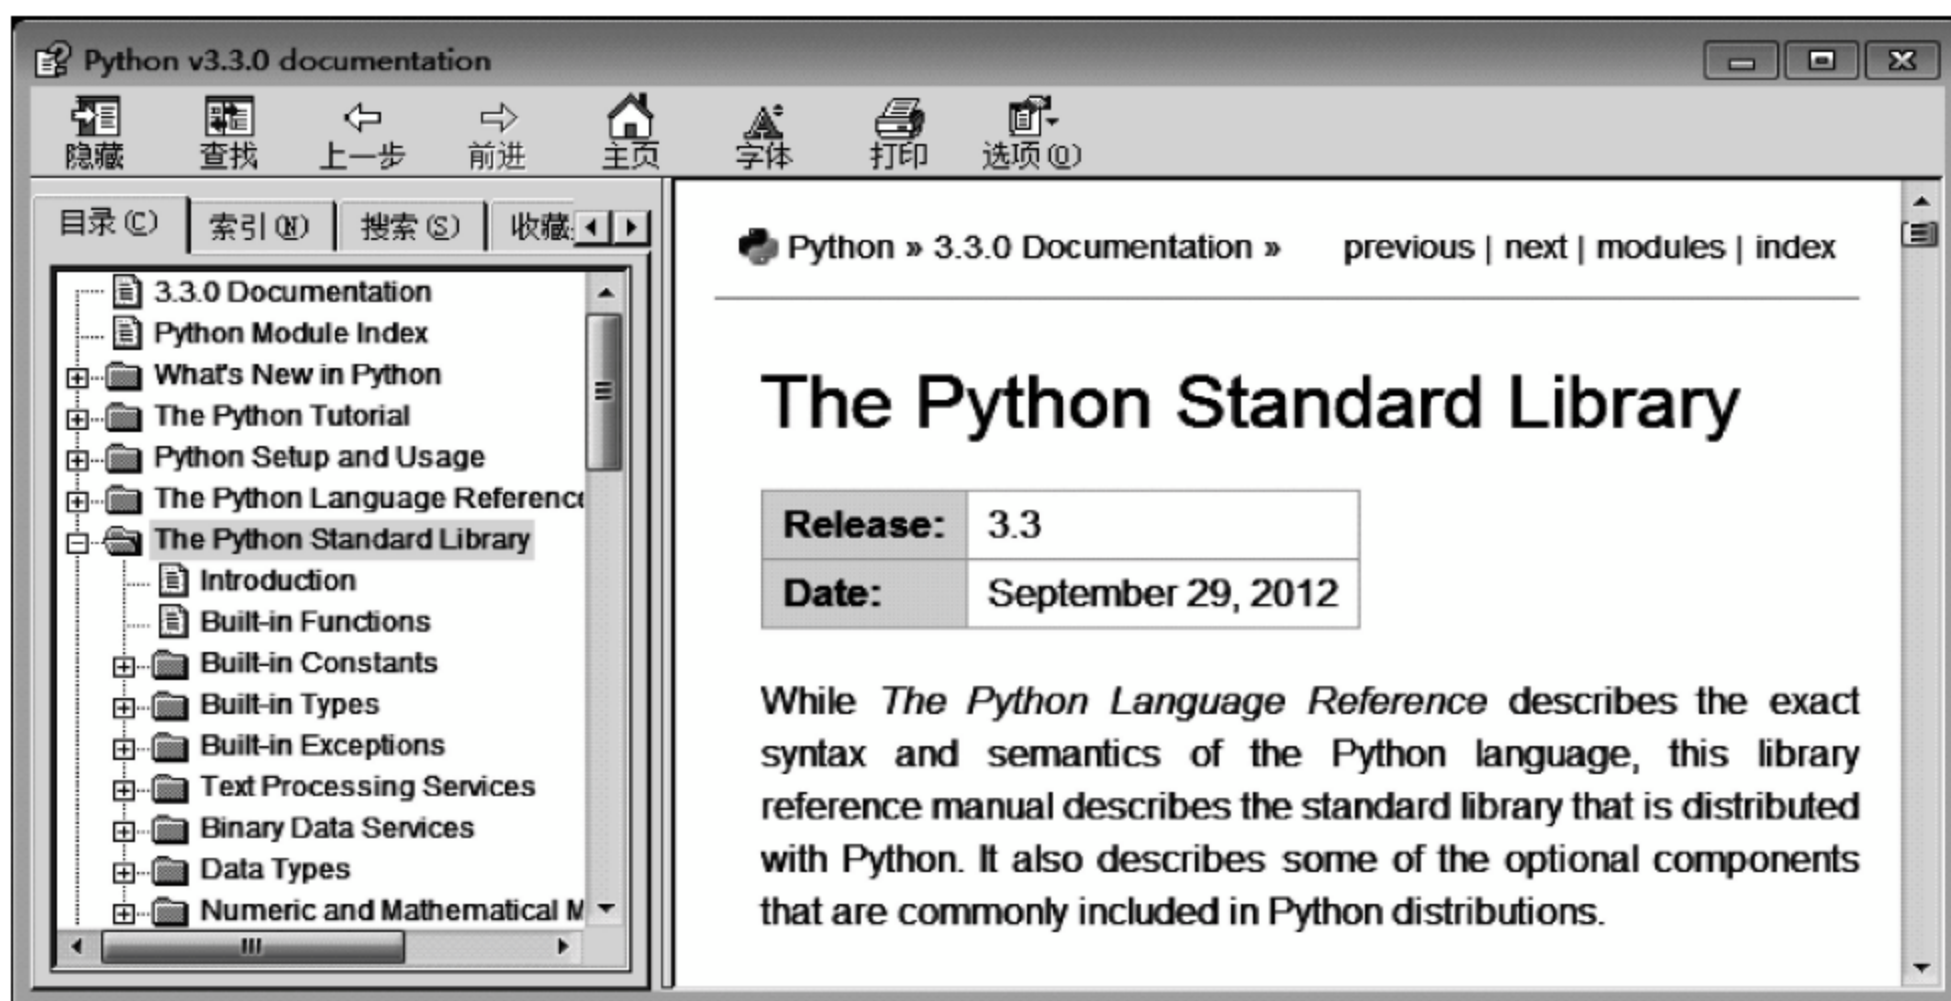 Python v3.3.0 documentation
隐藏 查找 上一步 前进 主页 字体 打印 选项(O)
目录(C) 索引(N) 搜索(S) 收藏
3.3.0 Documentation
Python Module Index
What's New in Python
The Python Tutorial
Python Setup and Usage
The Python Language Reference
The Python Standard Library
Introduction
Built-in Functions
Built-in Constants
Built-in Types
Built-in Exceptions
Text Processing Services
Binary Data Services
Data Types
Numeric and Mathematical M
Python » 3.3.0 Documentation » previous | next | modules | index
The Python Standard Library
Release: 3.3
Date: September 29, 2012
While The Python Language Reference describes the exact
syntax and semantics of the Python language, this library
reference manual describes the standard library that is distributed
with Python. It also describes some of the optional components
that are commonly included in Python distributions.